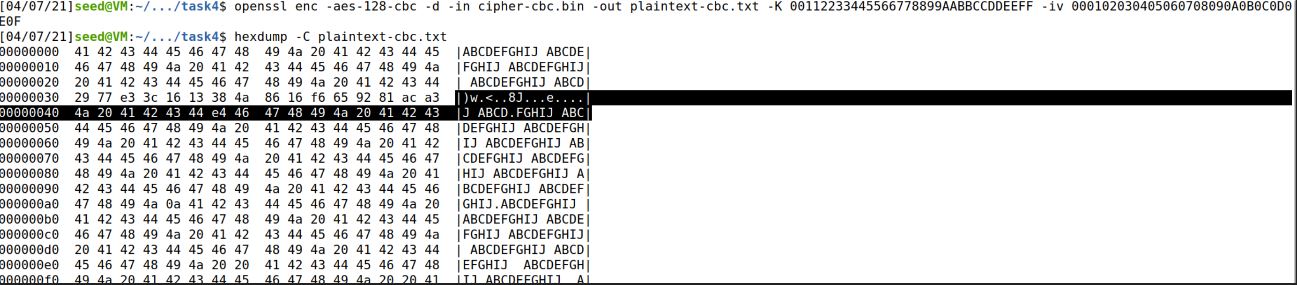 [04/07/21]seed@VM:~/.../task4$ openssl enc -aes-128-cbc -d -in cipher-cbc.bin -out plaintext-cbc.txt -K 00112233445566778899AABBCCDDEEFF -iv 000102030405060708090A0B0C0D0
E0F
[04/07/21]seed@VM:~/.../task4$ hexdump -C plaintext-cbc.txt
00000000  41 42 43 44 45 46 47 48  49 4a 20 41 42 43 44 45  |ABCDEFGHIJ ABCDE|
00000010  46 47 48 49 4a 20 41 42  43 44 45 46 47 48 49 4a  |FGHIJ ABCDEFGHIJ|
00000020  20 41 42 43 44 45 46 47  48 49 4a 20 41 42 43 44  | ABCDEFGHIJ ABCD|
00000030  29 77 e3 3c 16 13 38 4a  86 16 f6 65 92 81 ac a3  |)w.<..8J...e....|
00000040  4a 20 41 42 43 44 e4 46  47 48 49 4a 20 41 42 43  |J ABCD.FGHIJ ABC|
00000050  44 45 46 47 48 49 4a 20  41 42 43 44 45 46 47 48  |DEFGHIJ ABCDEFGH|
00000060  49 4a 20 41 42 43 44 45  46 47 48 49 4a 20 41 42  |IJ ABCDEFGHIJ AB|
00000070  43 44 45 46 47 48 49 4a  20 41 42 43 44 45 46 47  |CDEFGHIJ ABCDEFG|
00000080  48 49 4a 20 41 42 43 44  45 46 47 48 49 4a 20 41  |HIJ ABCDEFGHIJ A|
00000090  42 43 44 45 46 47 48 49  4a 20 41 42 43 44 45 46  |BCDEFGHIJ ABCDEF|
000000a0  47 48 49 4a 0a 41 42 43  44 45 46 47 48 49 4a 20  |GHIJ.ABCDEFGHIJ |
000000b0  41 42 43 44 45 46 47 48  49 4a 20 41 42 43 44 45  |ABCDEFGHIJ ABCDE|
000000c0  46 47 48 49 4a 20 41 42  43 44 45 46 47 48 49 4a  |FGHIJ ABCDEFGHIJ|
000000d0  20 41 42 43 44 45 46 47  48 49 4a 20 41 42 43 44  | ABCDEFGHIJ ABCD|
000000e0  45 46 47 48 49 4a 20 20  41 42 43 44 45 46 47 48  |EFGHIJ  ABCDEFGH|
000000f0  49 4a 20 41 42 43 44 45  46 47 48 49 4a 20 20 41  |IJ ABCDEFGHIJ  A|